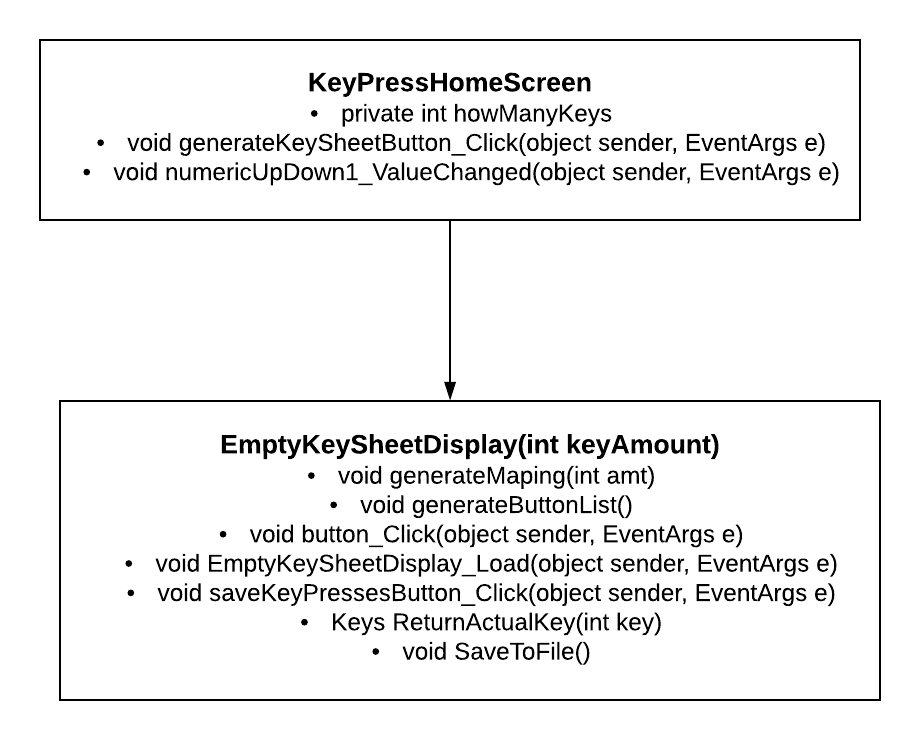 KeyPressHomeScreen
• private int howManyKeys
• void generateKeySheetButton_Click(object sender, EventArgs e)
• void numericUpDown1_ValueChanged(object sender, EventArgs e)
EmptyKeySheetDisplay(int keyAmount)
• void generateMaping(int amt)
• void generateButtonList()
• void button_Click(object sender, EventArgs e)
• void EmptyKeySheetDisplay_Load(object sender, EventArgs e)
• void saveKeyPressesButton_Click(object sender, EventArgs e)
• Keys ReturnActualKey(int key)
• void SaveToFile()